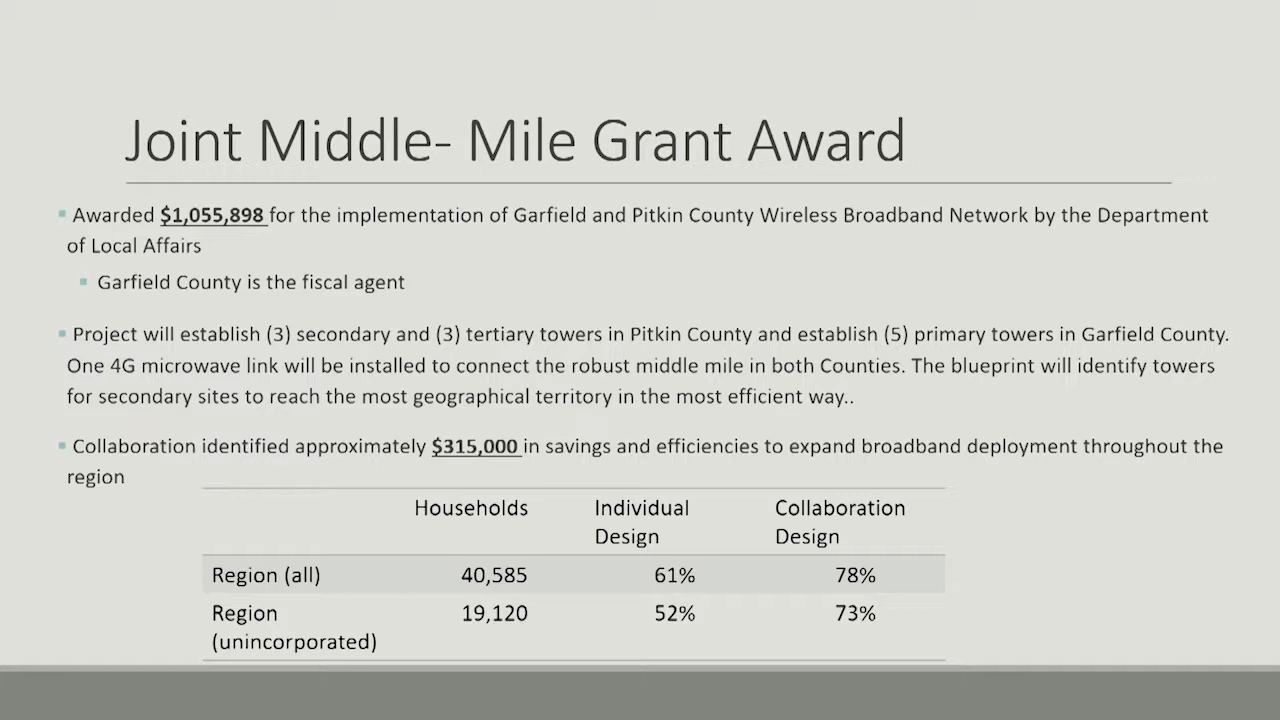 Joint Middle- Mile Grant Award
▪ Awarded $1,055,898 for the implementation of Garfield and Pitkin County Wireless Broadband Network by the Department
of Local Affairs
▪ Garfield County is the fiscal agent
▪ Project will establish (3) secondary and (3) tertiary towers in Pitkin County and establish (5) primary towers in Garfield County.
One 4G microwave link will be installed to connect the robust middle mile in both Counties. The blueprint will identify towers
for secondary sites to reach the most geographical territory in the most efficient way..
▪ Collaboration identified approximately $315,000 in savings and efficiencies to expand broadband deployment throughout the
region
Households Individual Collaboration
Design Design
Region (all) 40,585 61% 78%
Region 19,120 52% 73%
(unincorporated)